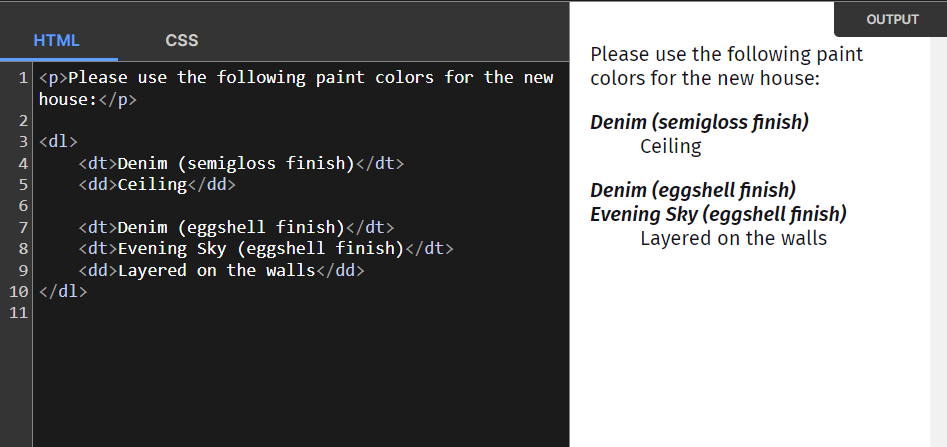 HTML CSS OUTPUT
1 <p>Please use the following paint colors for the new
house:</p>
2
3 <dl>
4     <dt>Denim (semigloss finish)</dt>
5     <dd>Ceiling</dd>
6
7     <dt>Denim (eggshell finish)</dt>
8     <dt>Evening Sky (eggshell finish)</dt>
9     <dd>Layered on the walls</dd>
10 </dl>
11
Please use the following paint
colors for the new house:
Denim (semigloss finish)
Ceiling
Denim (eggshell finish)
Evening Sky (eggshell finish)
Layered on the walls